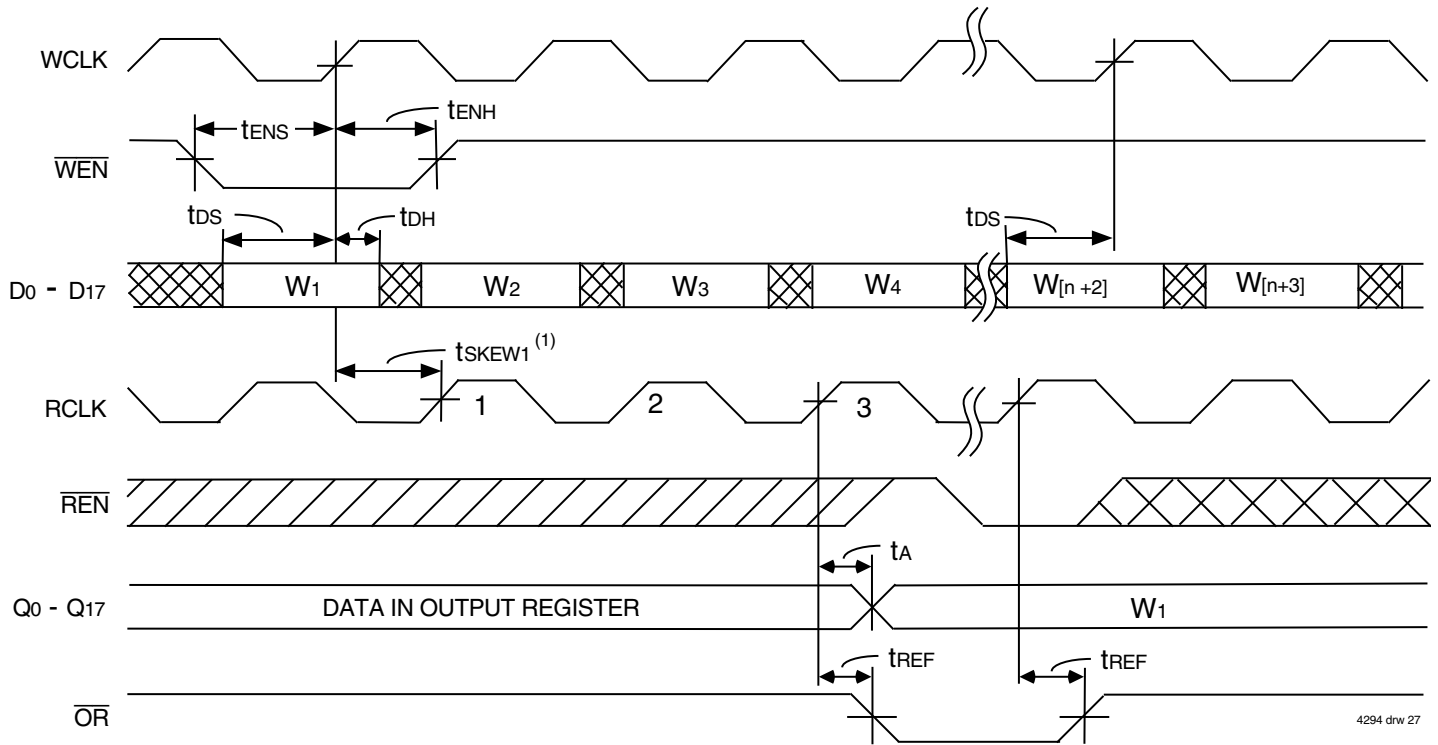 WCLK
tENS
tENH
WEN
tDS
tDH
tDS
D0 - D17
W1
W2
W3
W4
W[n +2]
W[n+3]
tSKEW1 (1)
RCLK
1
2
3
REN
tA
Q0 - Q17
DATA IN OUTPUT REGISTER
W1
tREF
tREF
OR
4294 drw 27